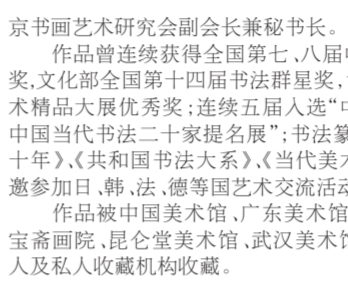 京书画艺术研究会副会长兼秘书长。
作品曾连续获得全国第七、八届
奖,文化部全国第十四届书法群星奖,
术精品大展优秀奖;连续五届入选“中
中国当代书法二十家提名展”;书法篆
十年》、《共和国书法大系》、《当代美术
邀参加日、韩、法、德等国艺术交流活动
作品被中国美术馆、广东美术馆
宝斋画院、昆仑堂美术馆、武汉美术馆
人及私人收藏机构收藏。